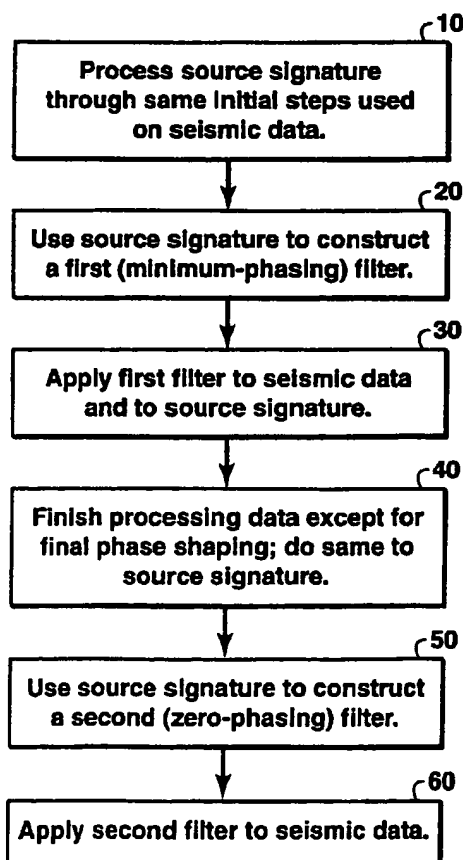 10
Process source signature
through same initial steps used
on seismic data.
20
Use source signature to construct
a first (minimum-phasing) filter.
30
Apply first filter to seismic data
and to source signature.
40
Finish processing data except for
final phase shaping; do same to
source signature.
50
Use source signature to construct
a second (zero-phasing) filter.
60
Apply second filter to seismic data.